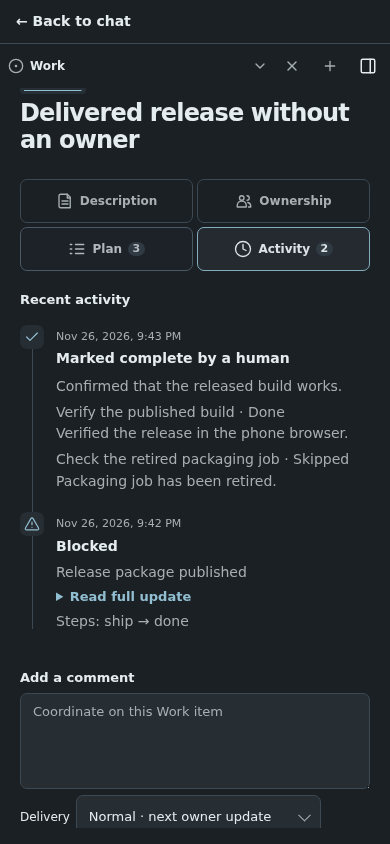 ← Back to chat
Work
Delivered release without
an owner
Description
Ownership
Plan 3
Activity 2
Recent activity
Nov 26, 2026, 9:43 PM
Marked complete by a human
Confirmed that the released build works.
Verify the published build · Done
Verified the release in the phone browser.
Check the retired packaging job · Skipped
Packaging job has been retired.
Nov 26, 2026, 9:42 PM
Blocked
Release package published
Read full update
Steps: ship → done
Add a comment
Coordinate on this Work item
Delivery
Normal · next owner update